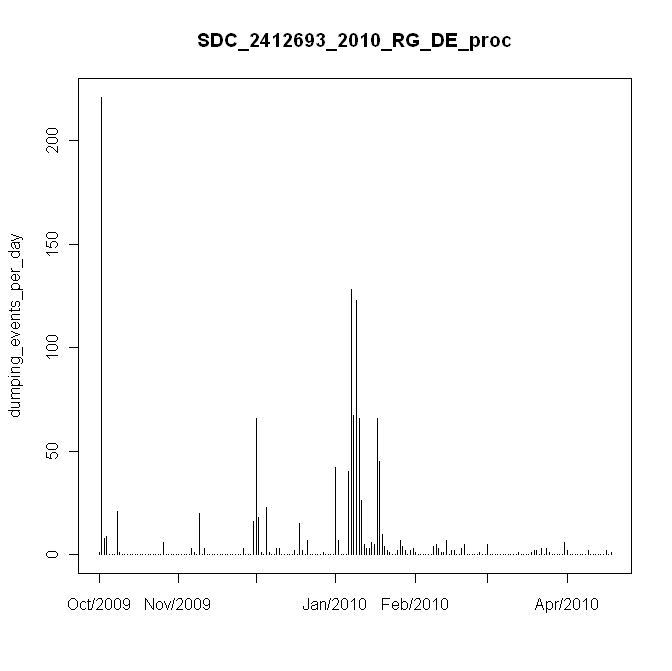 SDC_2412693_2010_RG_DE_proc
dumping_events_per_day
200
150
100
50
0
Oct/2009 Nov/2009 Jan/2010 Feb/2010 Apr/2010